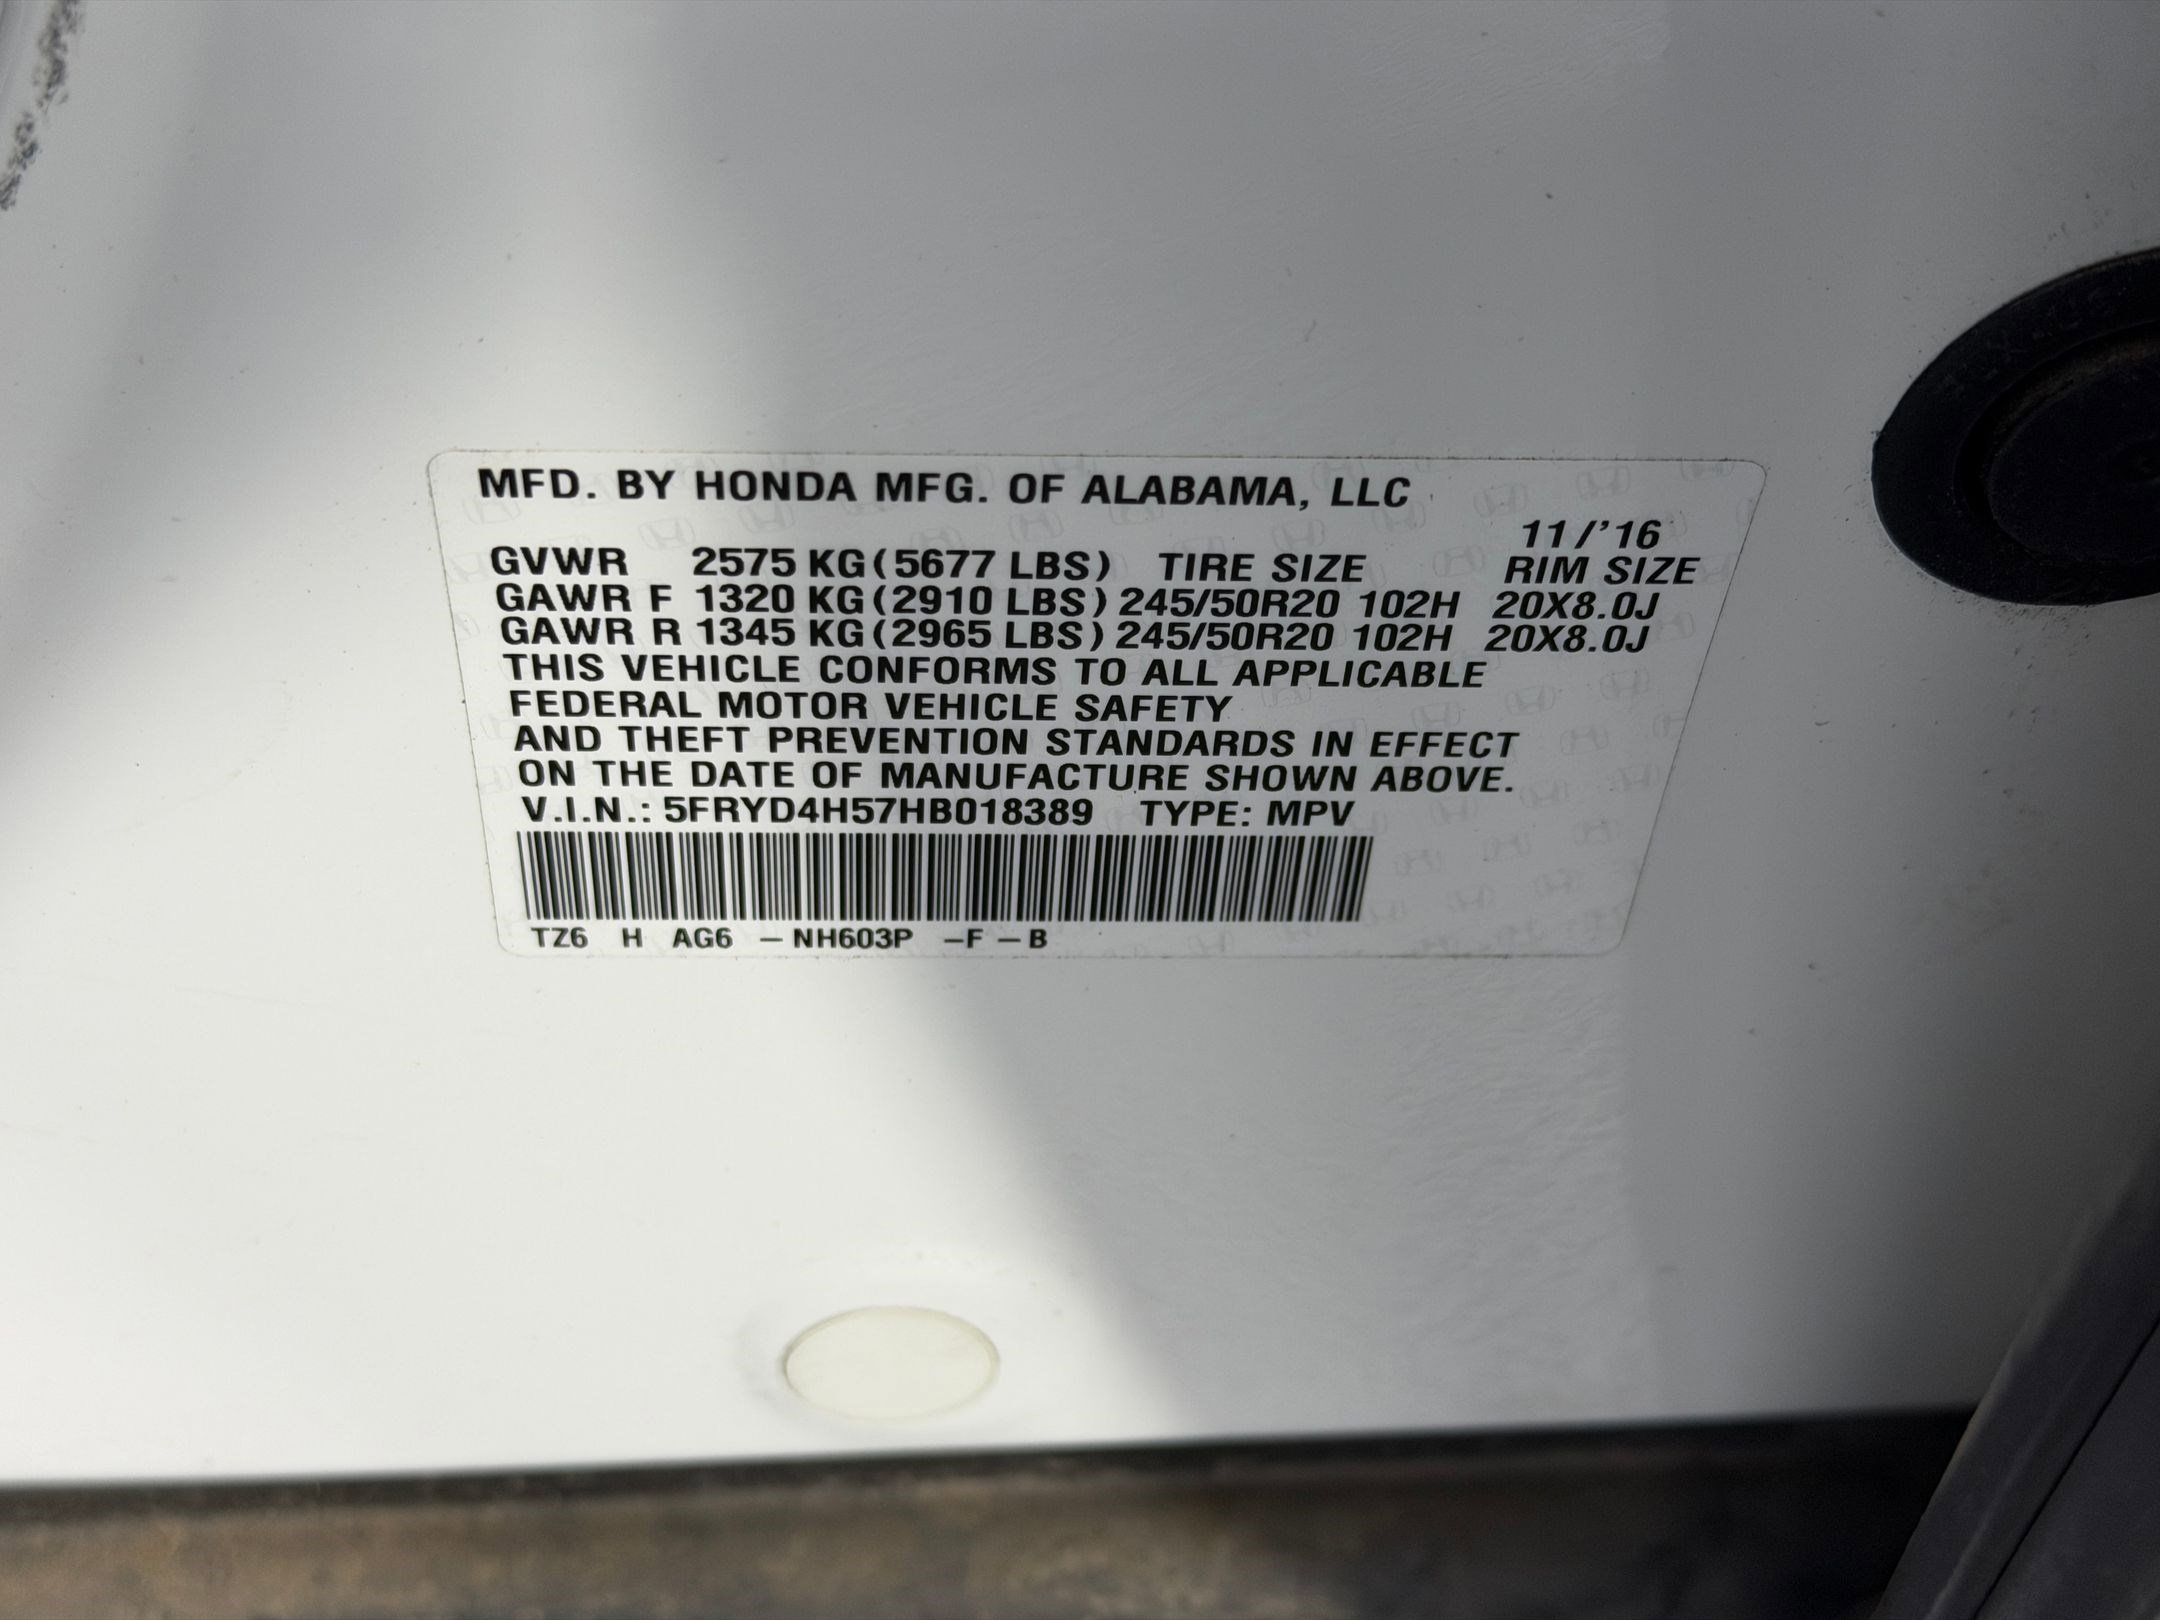 MFD. BY HONDA MFG. OF ALABAMA, LLC
11/'16
GVWR 2575 KG(5677 LBS) TIRE SIZE RIM SIZE
GAWR F 1320 KG(2910 LBS) 245/50R20 102H 20X8.0J
GAWR R 1345 KG(2965 LBS) 245/50R20 102H 20X8.0J
THIS VEHICLE CONFORMS TO ALL APPLICABLE
FEDERAL MOTOR VEHICLE SAFETY
AND THEFT PREVENTION STANDARDS IN EFFECT
ON THE DATE OF MANUFACTURE SHOWN ABOVE.
V.I.N.: 5FRYD4H57HB018389 TYPE: MPV
TZ6 H AG6 –NH603P –F –B